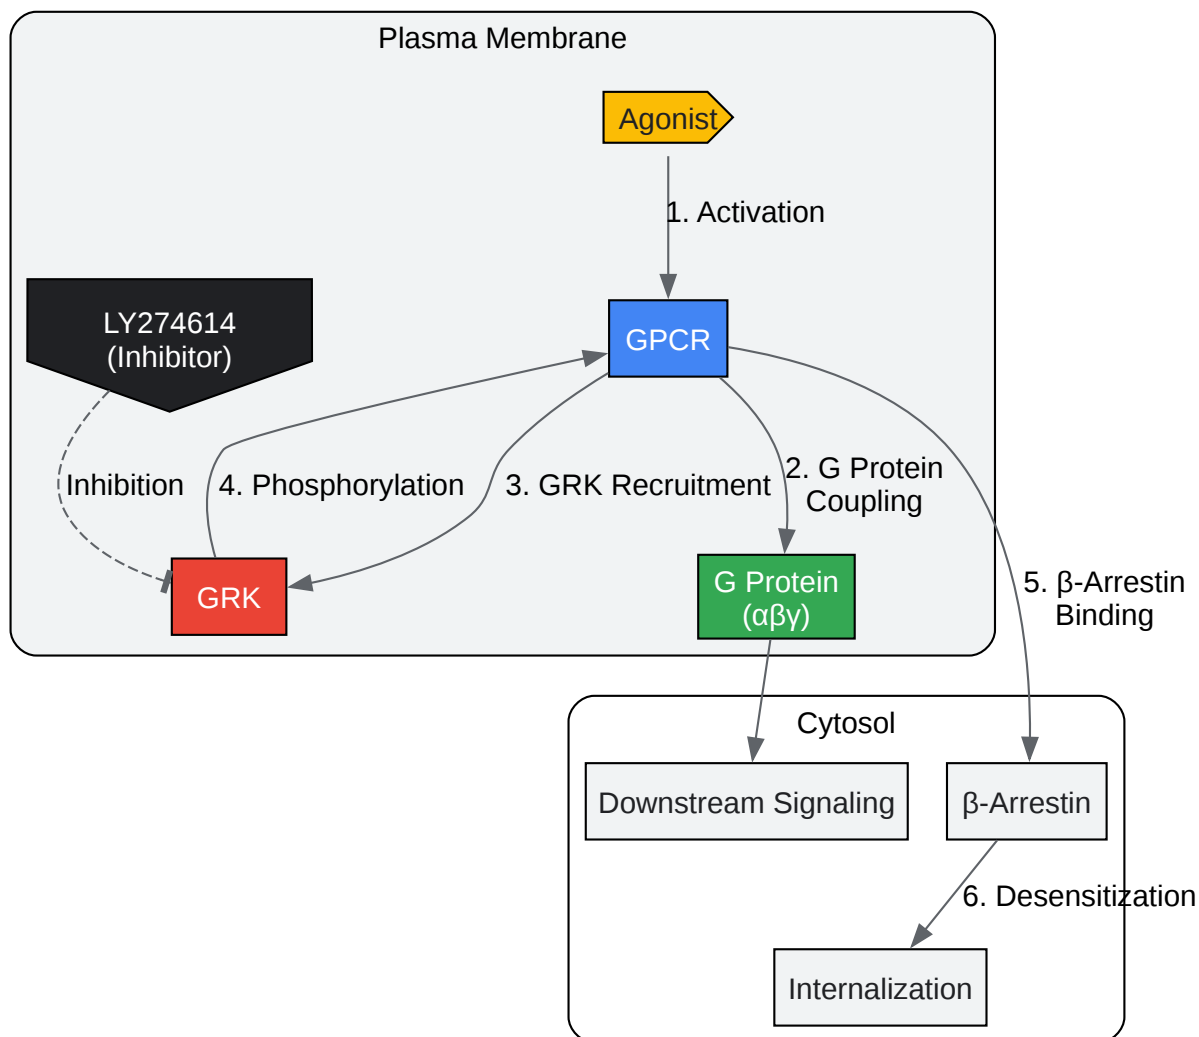 Plasma Membrane
Agonist
1. Activation
LY274614
(Inhibitor)
GPCR
Inhibition
4. Phosphorylation
3. GRK Recruitment
2. G Protein
Coupling
GRK
G Protein
(αβγ)
5. β-Arrestin
Binding
Cytosol
Downstream Signaling
β-Arrestin
6. Desensitization
Internalization